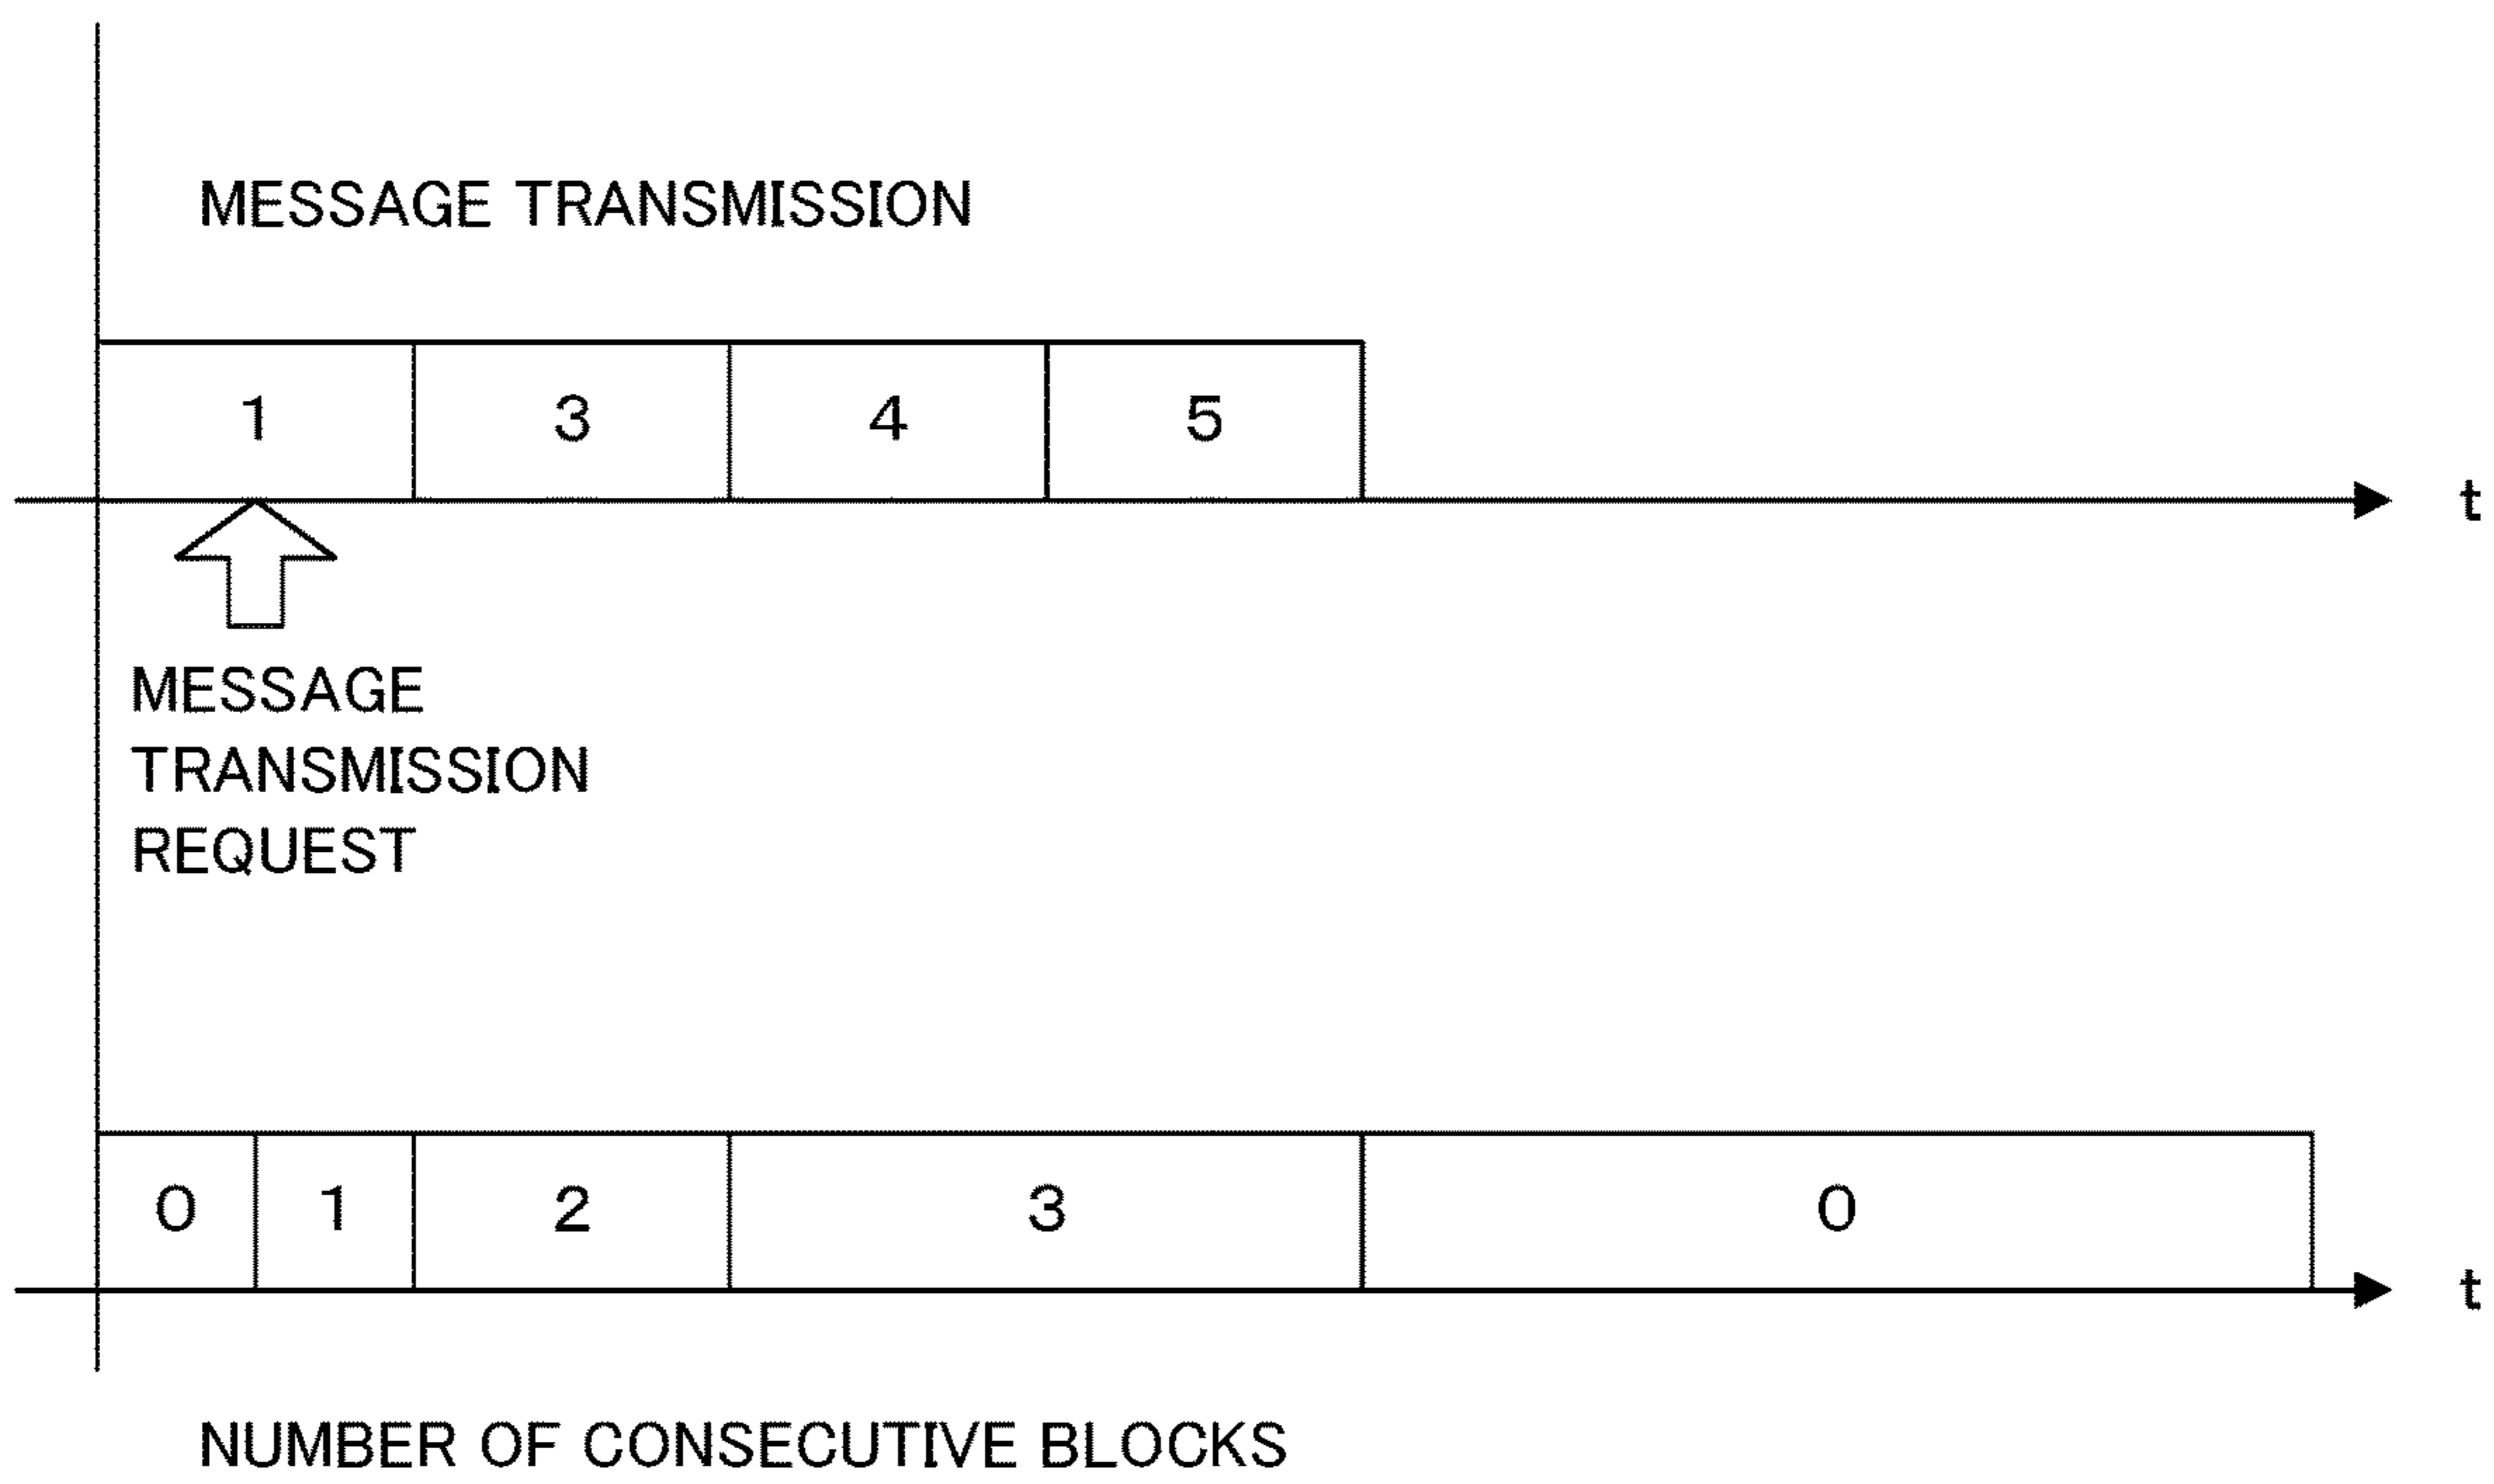 MESSAGE TRANSMISSION
1 3 4 5
t
MESSAGE
TRANSMISSION
REQUEST
0 1 2 3 0
t
NUMBER OF CONSECUTIVE BLOCKS